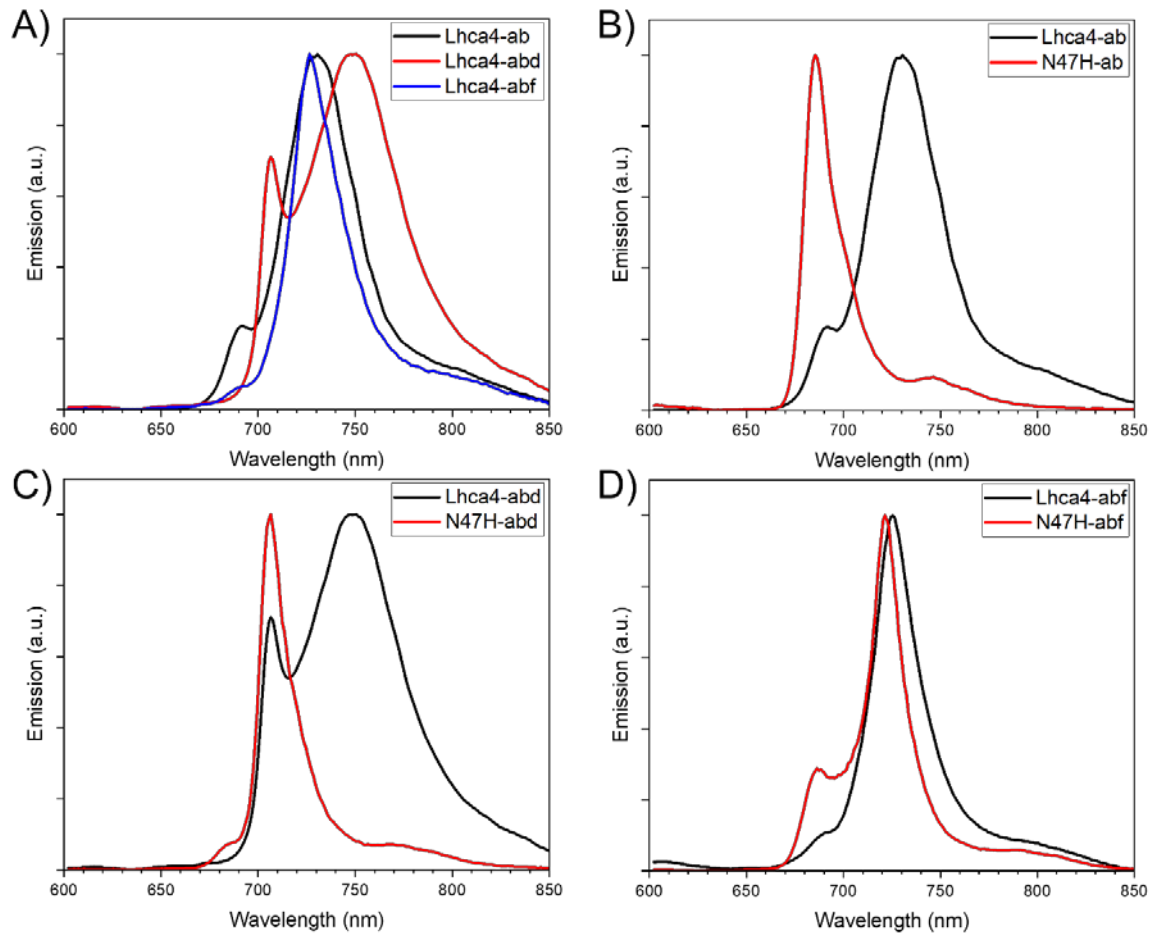 A)
Lhca4-ab
Lhca4-abd
Lhca4-abf
Emission (a.u.)
600 650 700 750 800 850
Wavelength (nm)
B)
Lhca4-ab
N47H-ab
Emission (a.u.)
600 650 700 750 800 850
Wavelength (nm)
C)
Lhca4-abd
N47H-abd
Emission (a.u.)
600 650 700 750 800 850
Wavelength (nm)
D)
Lhca4-abf
N47H-abf
Emission (a.u.)
600 650 700 750 800 850
Wavelength (nm)